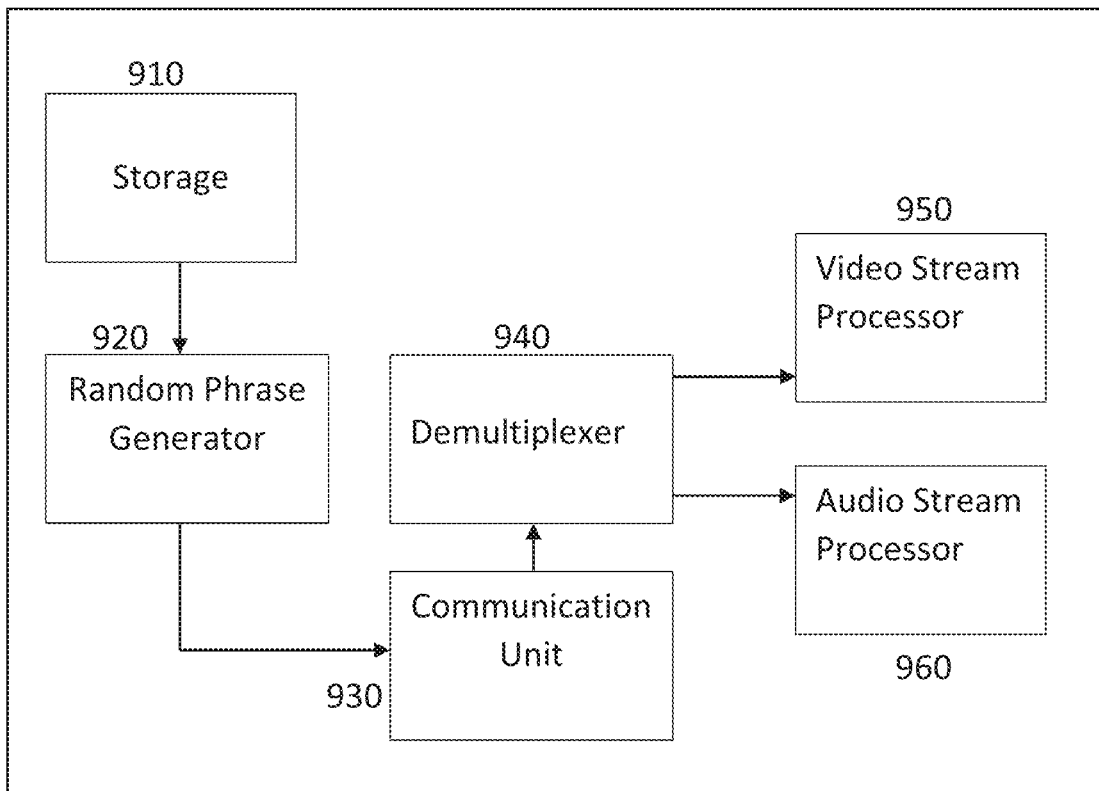 910
Storage
920
Random Phrase
Generator
930
Communication
Unit
940
Demultiplexer
950
Video Stream
Processor
Audio Stream
Processor
960